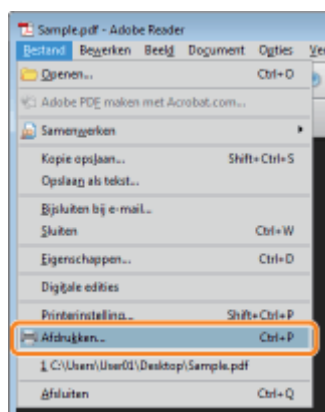 Sample.pdf - Adobe Reader
Bestand Bewerken Beeld Document Opties Ver
Openen... Ctrl+O
Adobe PDF maken met Acrobat.com...
Samenwerken
Kopie opslaan... Shift+Ctrl+S
Opslaan als tekst...
Bijsluiten bij e-mail...
Sluiten Ctrl+W
Eigenschappen... Ctrl+D
Digitale edities
Printerinstelling... Shift+Ctrl+P
Afdrukken... Ctrl+P
1 C:\Users\User01\Desktop\Sample.pdf
Afsluiten Ctrl+Q